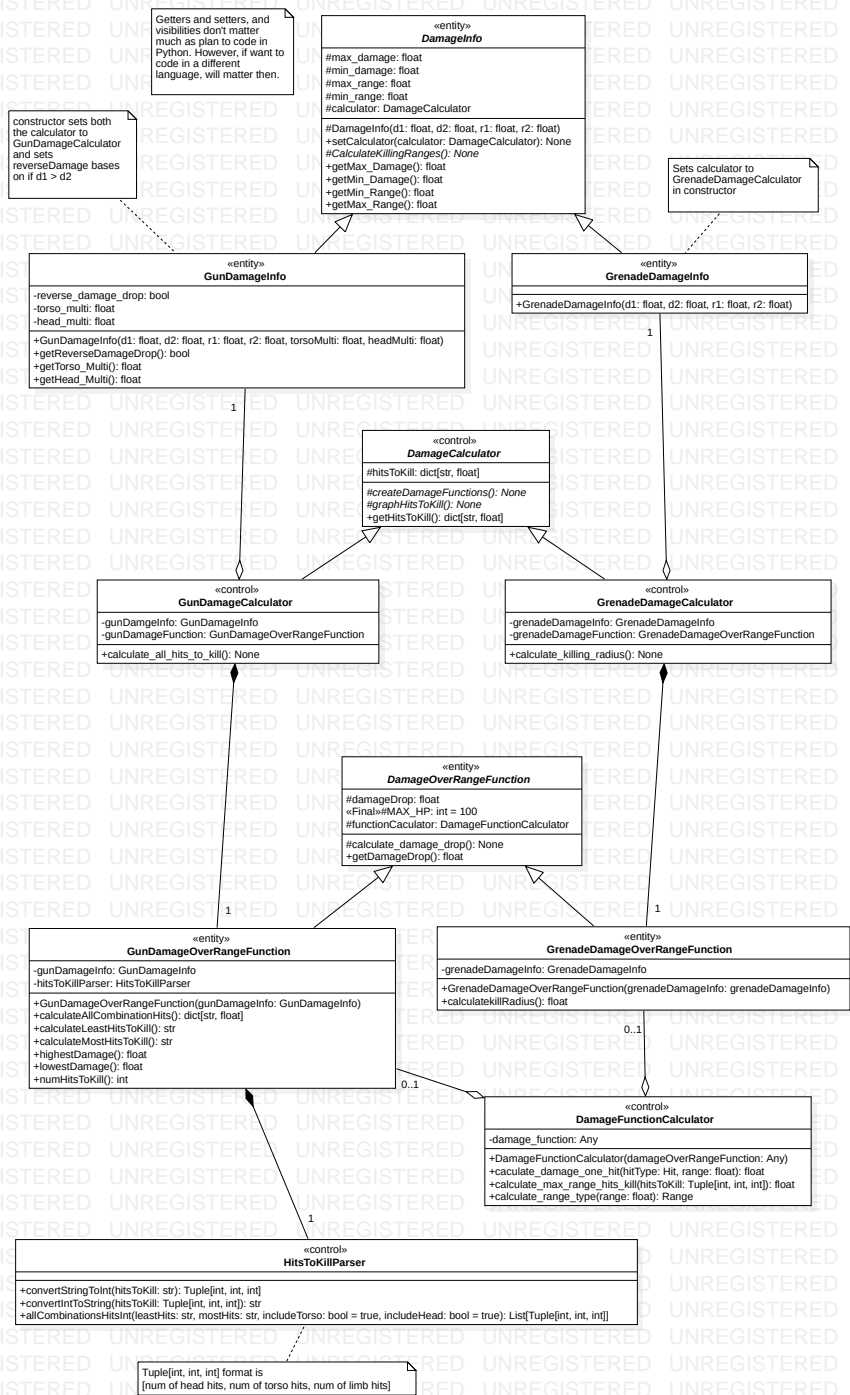 Getters and setters, and
visibilities don't matter
much as plan to code in
Python. However, if want to
code in a different
language, will matter then.
«entity»
DamageInfo
#max_damage: float
#min_damage: float
#max_range: float
#min_range: float
#calculator: DamageCalculator
#DamageInfo(d1: float, d2: float, r1: float, r2: float)
+setCalculator(calculator: DamageCalculator): None
#CalculateKillingRanges(): None
+getMax_Damage(): float
+getMin_Damage(): float
+getMin_Range(): float
+getMax_Range(): float
constructor sets both
the calculator to
GunDamageCalculator
and sets
reverseDamage bases
on if d1 > d2
Sets calculator to
GrenadeDamageCalculator
in constructor
«entity»
GunDamageInfo
-reverse_damage_drop: bool
-torso_multi: float
-head_multi: float
+GunDamageInfo(d1: float, d2: float, r1: float, r2: float, torsoMulti: float, headMulti: float)
+getReverseDamageDrop(): bool
+getTorso_Multi(): float
+getHead_Multi(): float
«entity»
GrenadeDamageInfo
+GrenadeDamageInfo(d1: float, d2: float, r1: float, r2: float)
1
1
«control»
DamageCalculator
#hitsToKill: dict[str, float]
#createDamageFunctions(): None
#graphHitsToKill(): None
+getHitsToKill(): dict[str, float]
«control»
GunDamageCalculator
-gunDamgeInfo: GunDamageInfo
-gunDamageFunction: GunDamageOverRangeFunction
+calculate_all_hits_to_kill(): None
«control»
GrenadeDamageCalculator
-grenadeDamageInfo: GrenadeDamageInfo
-grenadeDamageFunction: GrenadeDamageOverRangeFunction
+calculate_killing_radius(): None
«entity»
DamageOverRangeFunction
#damageDrop: float
«Final»#MAX_HP: int = 100
#functionCaculator: DamageFunctionCalculator
#calculate_damage_drop(): None
+getDamageDrop(): float
1
1
«entity»
GunDamageOverRangeFunction
-gunDamageInfo: GunDamageInfo
-hitsToKillParser: HitsToKillParser
+GunDamageOverRangeFunction(gunDamageInfo: GunDamageInfo)
+calculateAllCombinationHits(): dict[str, float]
+calculateLeastHitsToKill(): str
+calculateMostHitsToKill(): str
+highestDamage(): float
+lowestDamage(): float
+numHitsToKill(): int
«entity»
GrenadeDamageOverRangeFunction
-grenadeDamageInfo: GrenadeDamageInfo
+GrenadeDamageOverRangeFunction(grenadeDamageInfo: grenadeDamageInfo)
+calculatekillRadius(): float
0..1
0..1
«control»
DamageFunctionCalculator
-damage_function: Any
+DamageFunctionCalculator(damageOverRangeFunction: Any)
+caculate_damage_one_hit(hitType: Hit, range: float): float
+calculate_max_range_hits_kill(hitsToKill: Tuple[int, int, int]): float
+calculate_range_type(range: float): Range
1
«control»
HitsToKillParser
+convertStringToInt(hitsToKill: str): Tuple[int, int, int]
+convertIntToString(hitsToKill: Tuple[int, int, int]): str
+allCombinationsHitsInt(leastHits: str, mostHits: str, includeTorso: bool = true, includeHead: bool = true): List[Tuple[int, int, int]]
Tuple[int, int, int] format is
[num of head hits, num of torso hits, num of limb hits]
UNREGISTERED